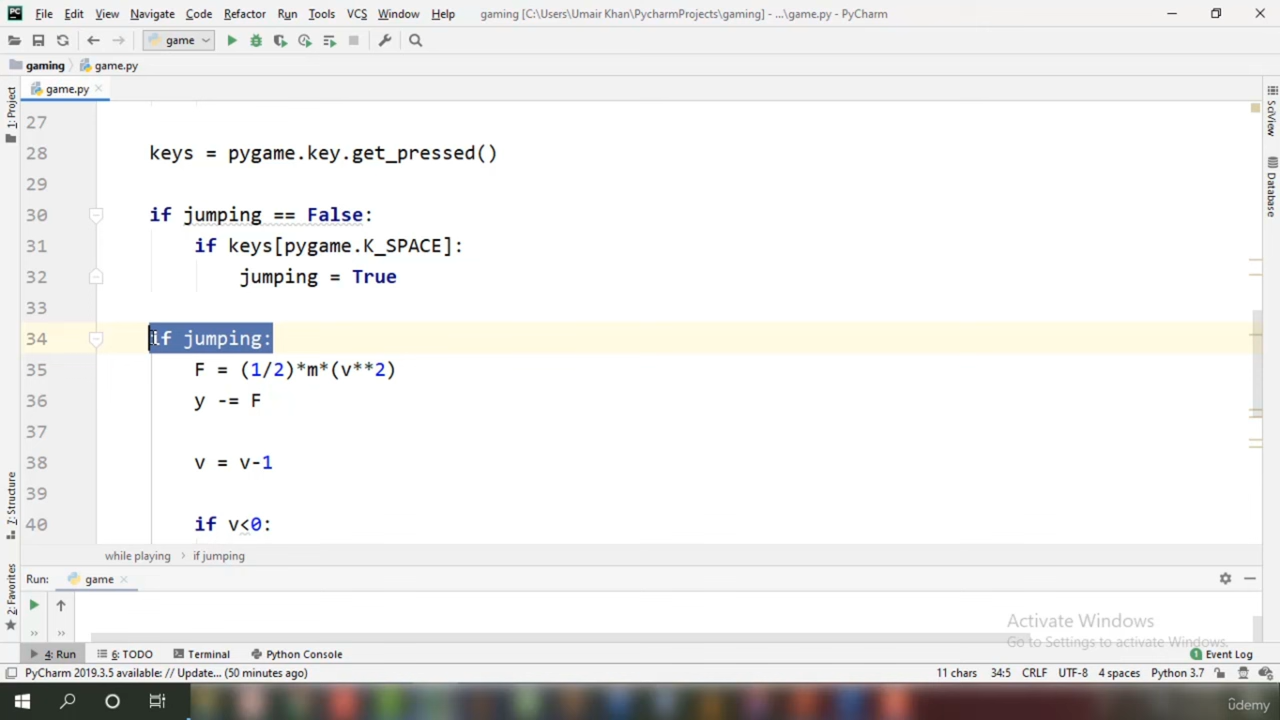 PC File Edit View Navigate Code Refactor Run Tools VCS Window Help gaming [C:\Users\Umair Khan\PycharmProjects\gaming] - ...\game.py - PyCharm
game
gaming game.py
game.py
1: Project
SciView
Database
27
28 keys = pygame.key.get_pressed()
29
30 if jumping == False:
31 if keys[pygame.K_SPACE]:
32 jumping = True
33
34 if jumping:
35 F = (1/2)*m*(v**2)
36 y -= F
37
38 v = v-1
39
40 if v<0:
Z: Structure
2: Favorites
while playing > if jumping
Run: game
Activate Windows
Go to Settings to activate Windows.
4: Run 6: TODO Terminal Python Console 1 Event Log
PyCharm 2019.3.5 available: // Update... (50 minutes ago) 11 chars 34:5 CRLF UTF-8 4 spaces Python 3.7
ûdemy